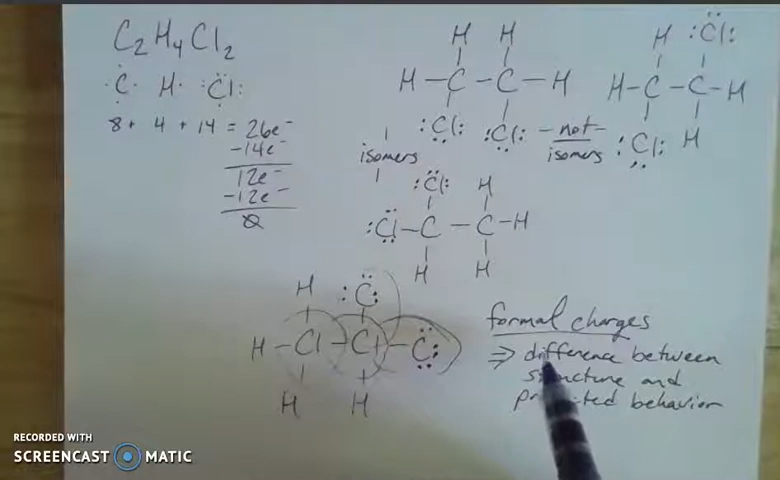 C2H4Cl2
C H Cl
8 + 4 + 14 = 26e⁻
-14e⁻
12e⁻
-12e⁻
0
H H
H - C - C - H
:Cl: :Cl:
H :Cl:
H - C - C - H
:Cl: H
isomers
not
isomers
:Cl: H
:Cl - C - C - H
H H
H :C:
H - Cl - Cl - C:
H H
formal charges
⇒ difference between
structure and
behavior
RECORDED WITH
SCREENCAST MATIC